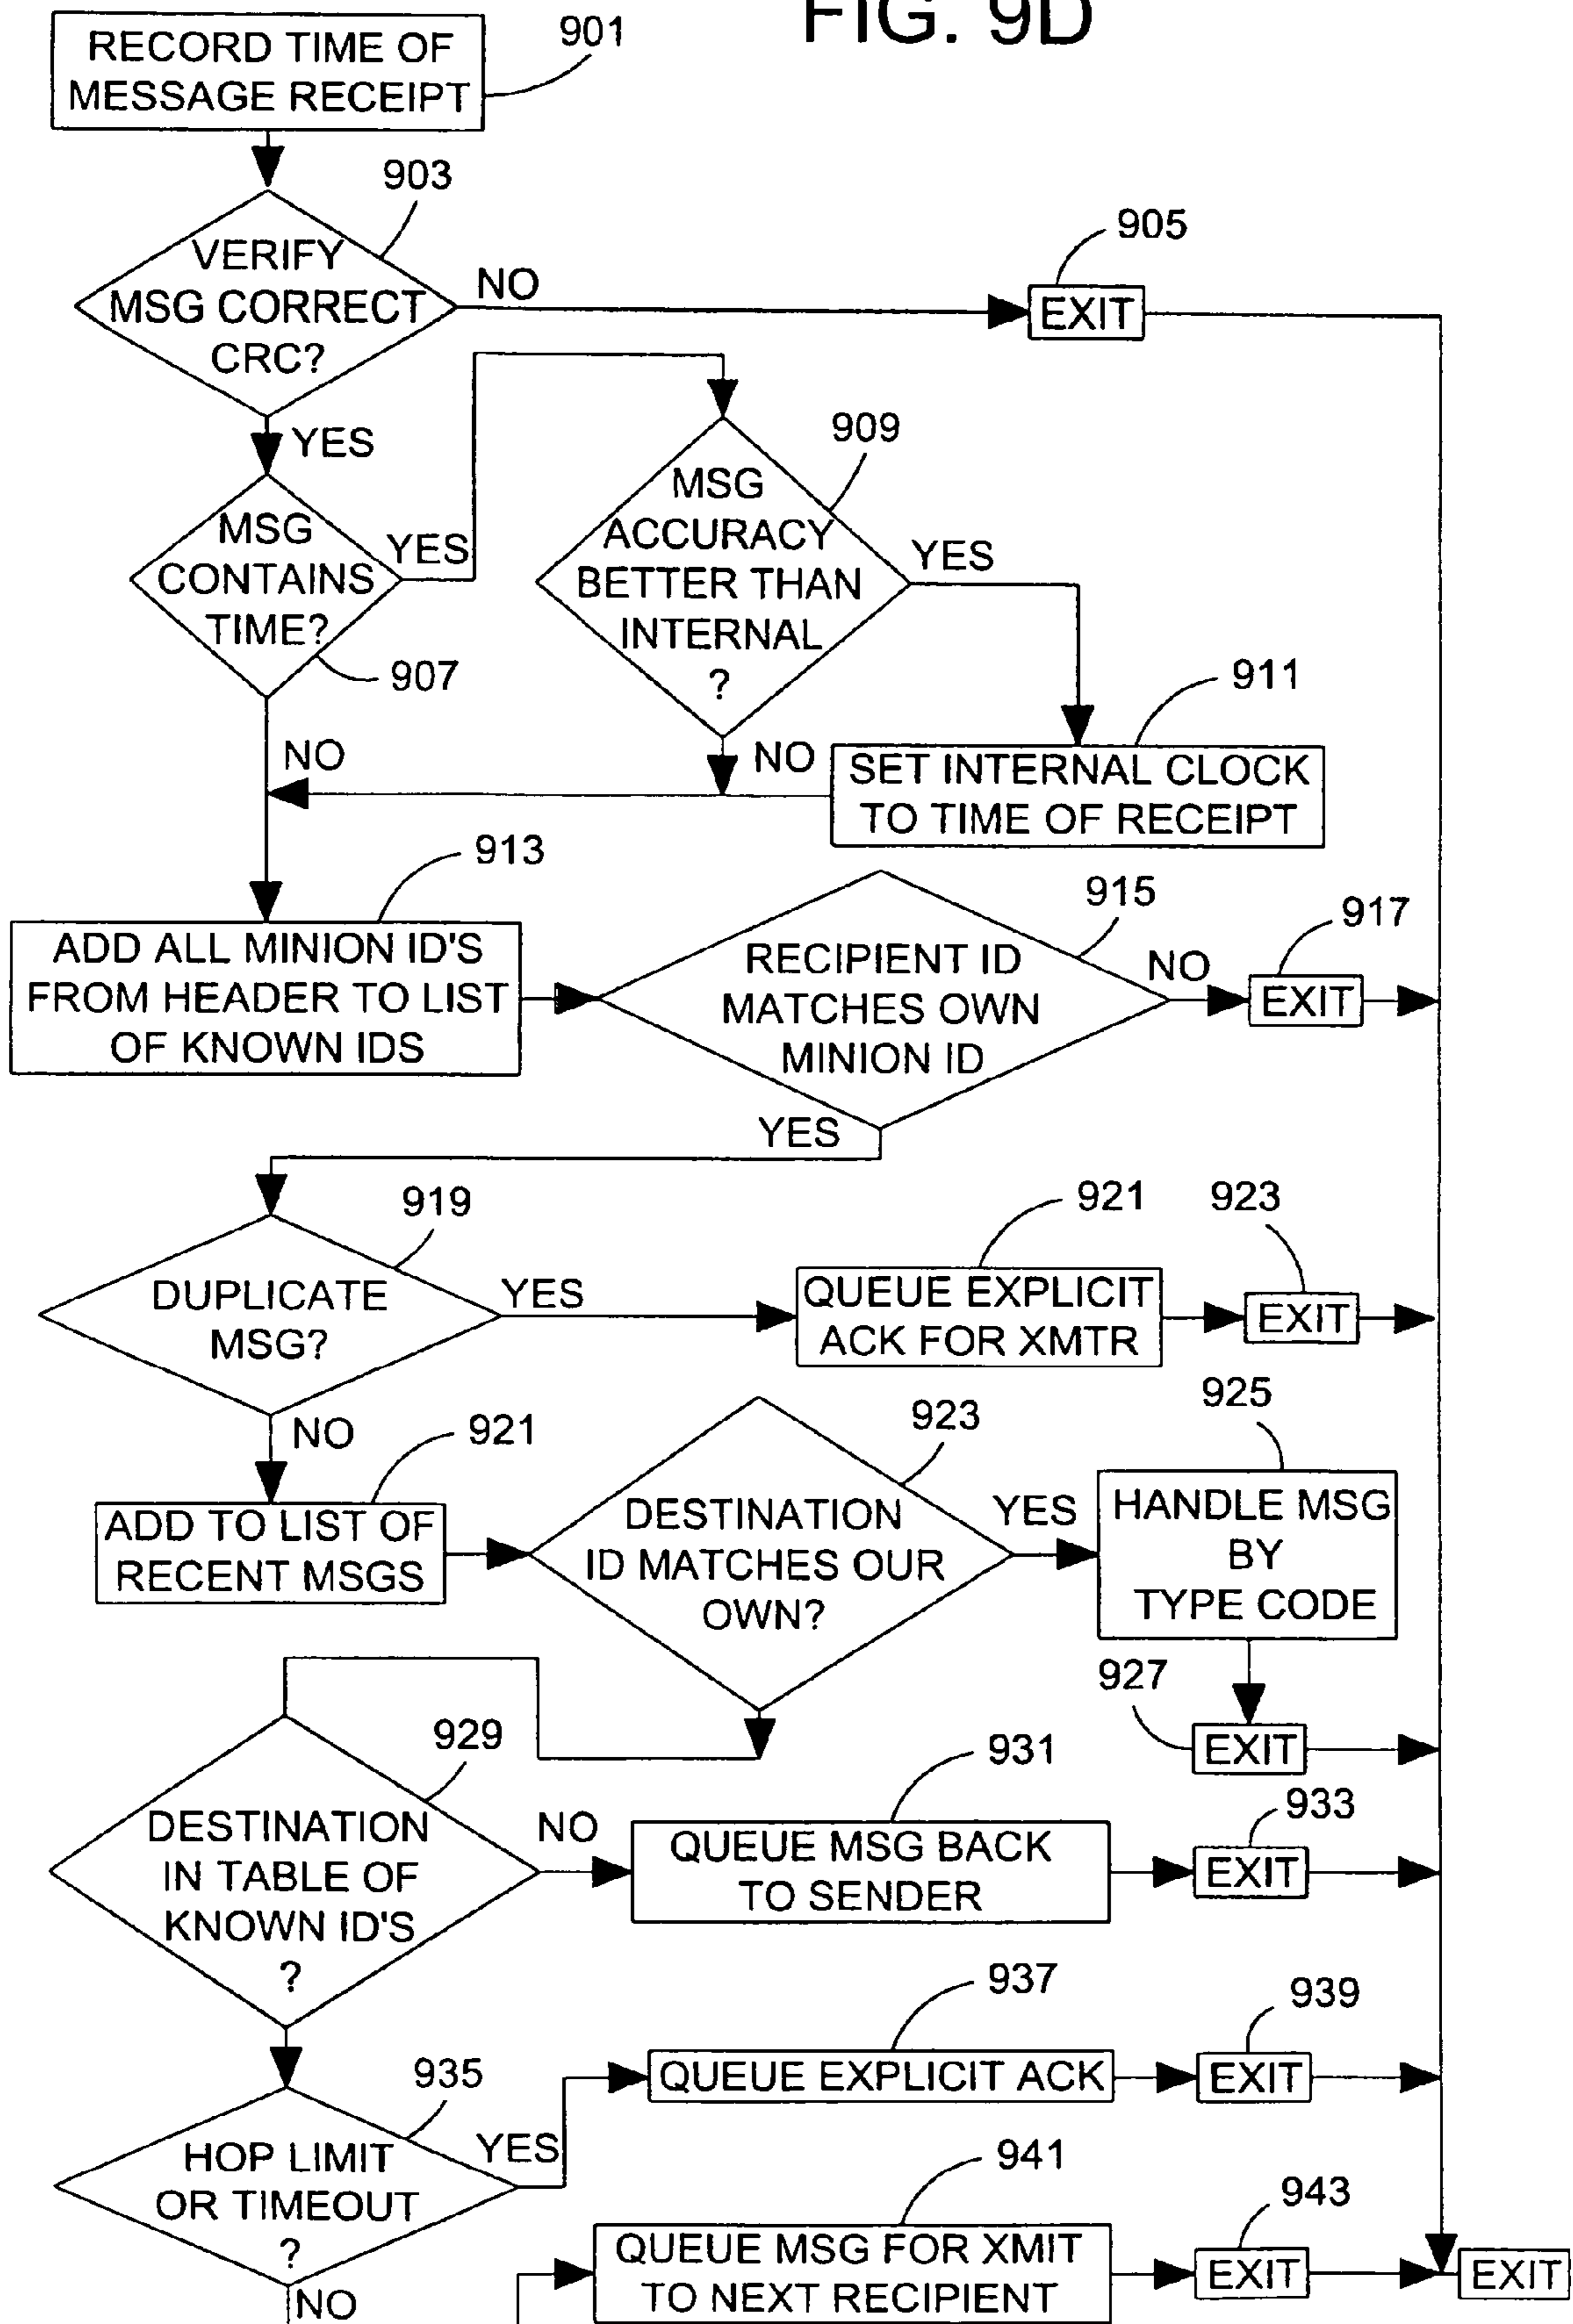 FIG. 9D
RECORD TIME OF
MESSAGE RECEIPT
901
903
VERIFY
MSG CORRECT
CRC?
NO
905
EXIT
YES
909
MSG
ACCURACY
BETTER THAN
INTERNAL
?
YES
MSG
CONTAINS
TIME?
YES
907
911
NO
NO
SET INTERNAL CLOCK
TO TIME OF RECEIPT
913
ADD ALL MINION ID'S
FROM HEADER TO LIST
OF KNOWN IDS
915
RECIPIENT ID
MATCHES OWN
MINION ID
NO
917
EXIT
YES
919
DUPLICATE
MSG?
YES
921
QUEUE EXPLICIT
ACK FOR XMTR
923
EXIT
NO
921
ADD TO LIST OF
RECENT MSGS
923
DESTINATION
ID MATCHES OUR
OWN?
YES
925
HANDLE MSG
BY
TYPE CODE
927
EXIT
929
DESTINATION
IN TABLE OF
KNOWN ID'S
?
NO
931
QUEUE MSG BACK
TO SENDER
933
EXIT
935
HOP LIMIT
OR TIMEOUT
?
YES
937
QUEUE EXPLICIT ACK
939
EXIT
941
QUEUE MSG FOR XMIT
TO NEXT RECIPIENT
943
EXIT
EXIT
NO